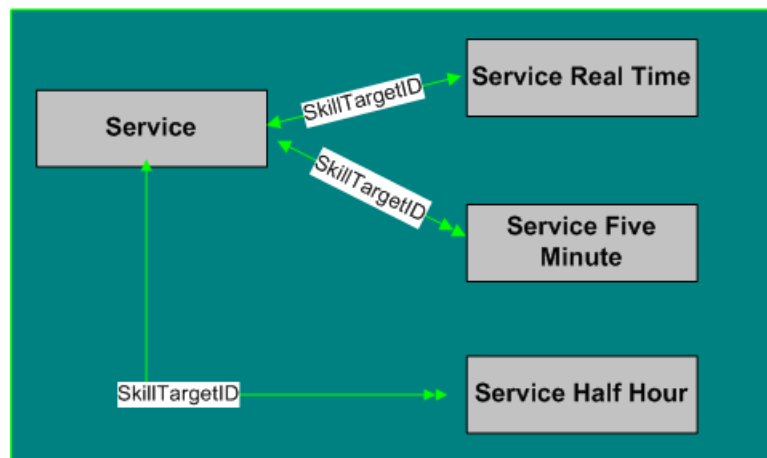 Service Real Time
SkillTargetID
Service
SkillTargetID
Service Five
Minute
SkillTargetID
Service Half Hour